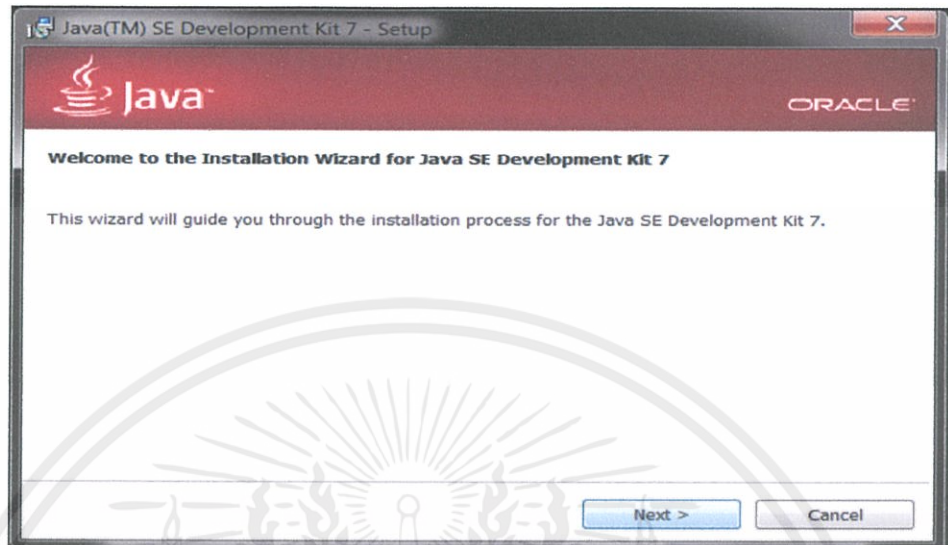 Java(TM) SE Development Kit 7 - Setup
Java™
ORACLE®
Welcome to the Installation Wizard for Java SE Development Kit 7
This wizard will guide you through the installation process for the Java SE Development Kit 7.
Next >
Cancel